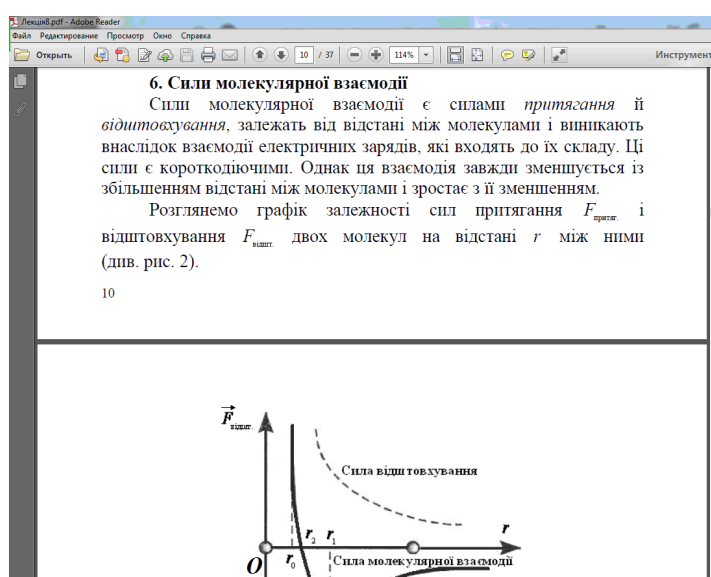 Лекція8.pdf - Adobe Reader
Файл Редактирование Просмотр Окно Справка
Открыть 10 / 37 114% Инструмент
6. Сили молекулярної взаємодії
Сили молекулярної взаємодії є силами притягання й
відштовхування, залежать від відстані між молекулами і виникають
внаслідок взаємодії електричних зарядів, які входять до їх складу. Ці
сили є короткодіючими. Однак ця взаємодія завжди зменшується із
збільшенням відстані між молекулами і зростає з її зменшенням.
Розглянемо графік залежності сил притягання F притяг. і
відштовхування F відшт. двох молекул на відстані r між ними
(див. рис. 2).
10
F відшт.
Сила відштовхування
r
r2 r1
O r0 Сила молекулярної взаємодії